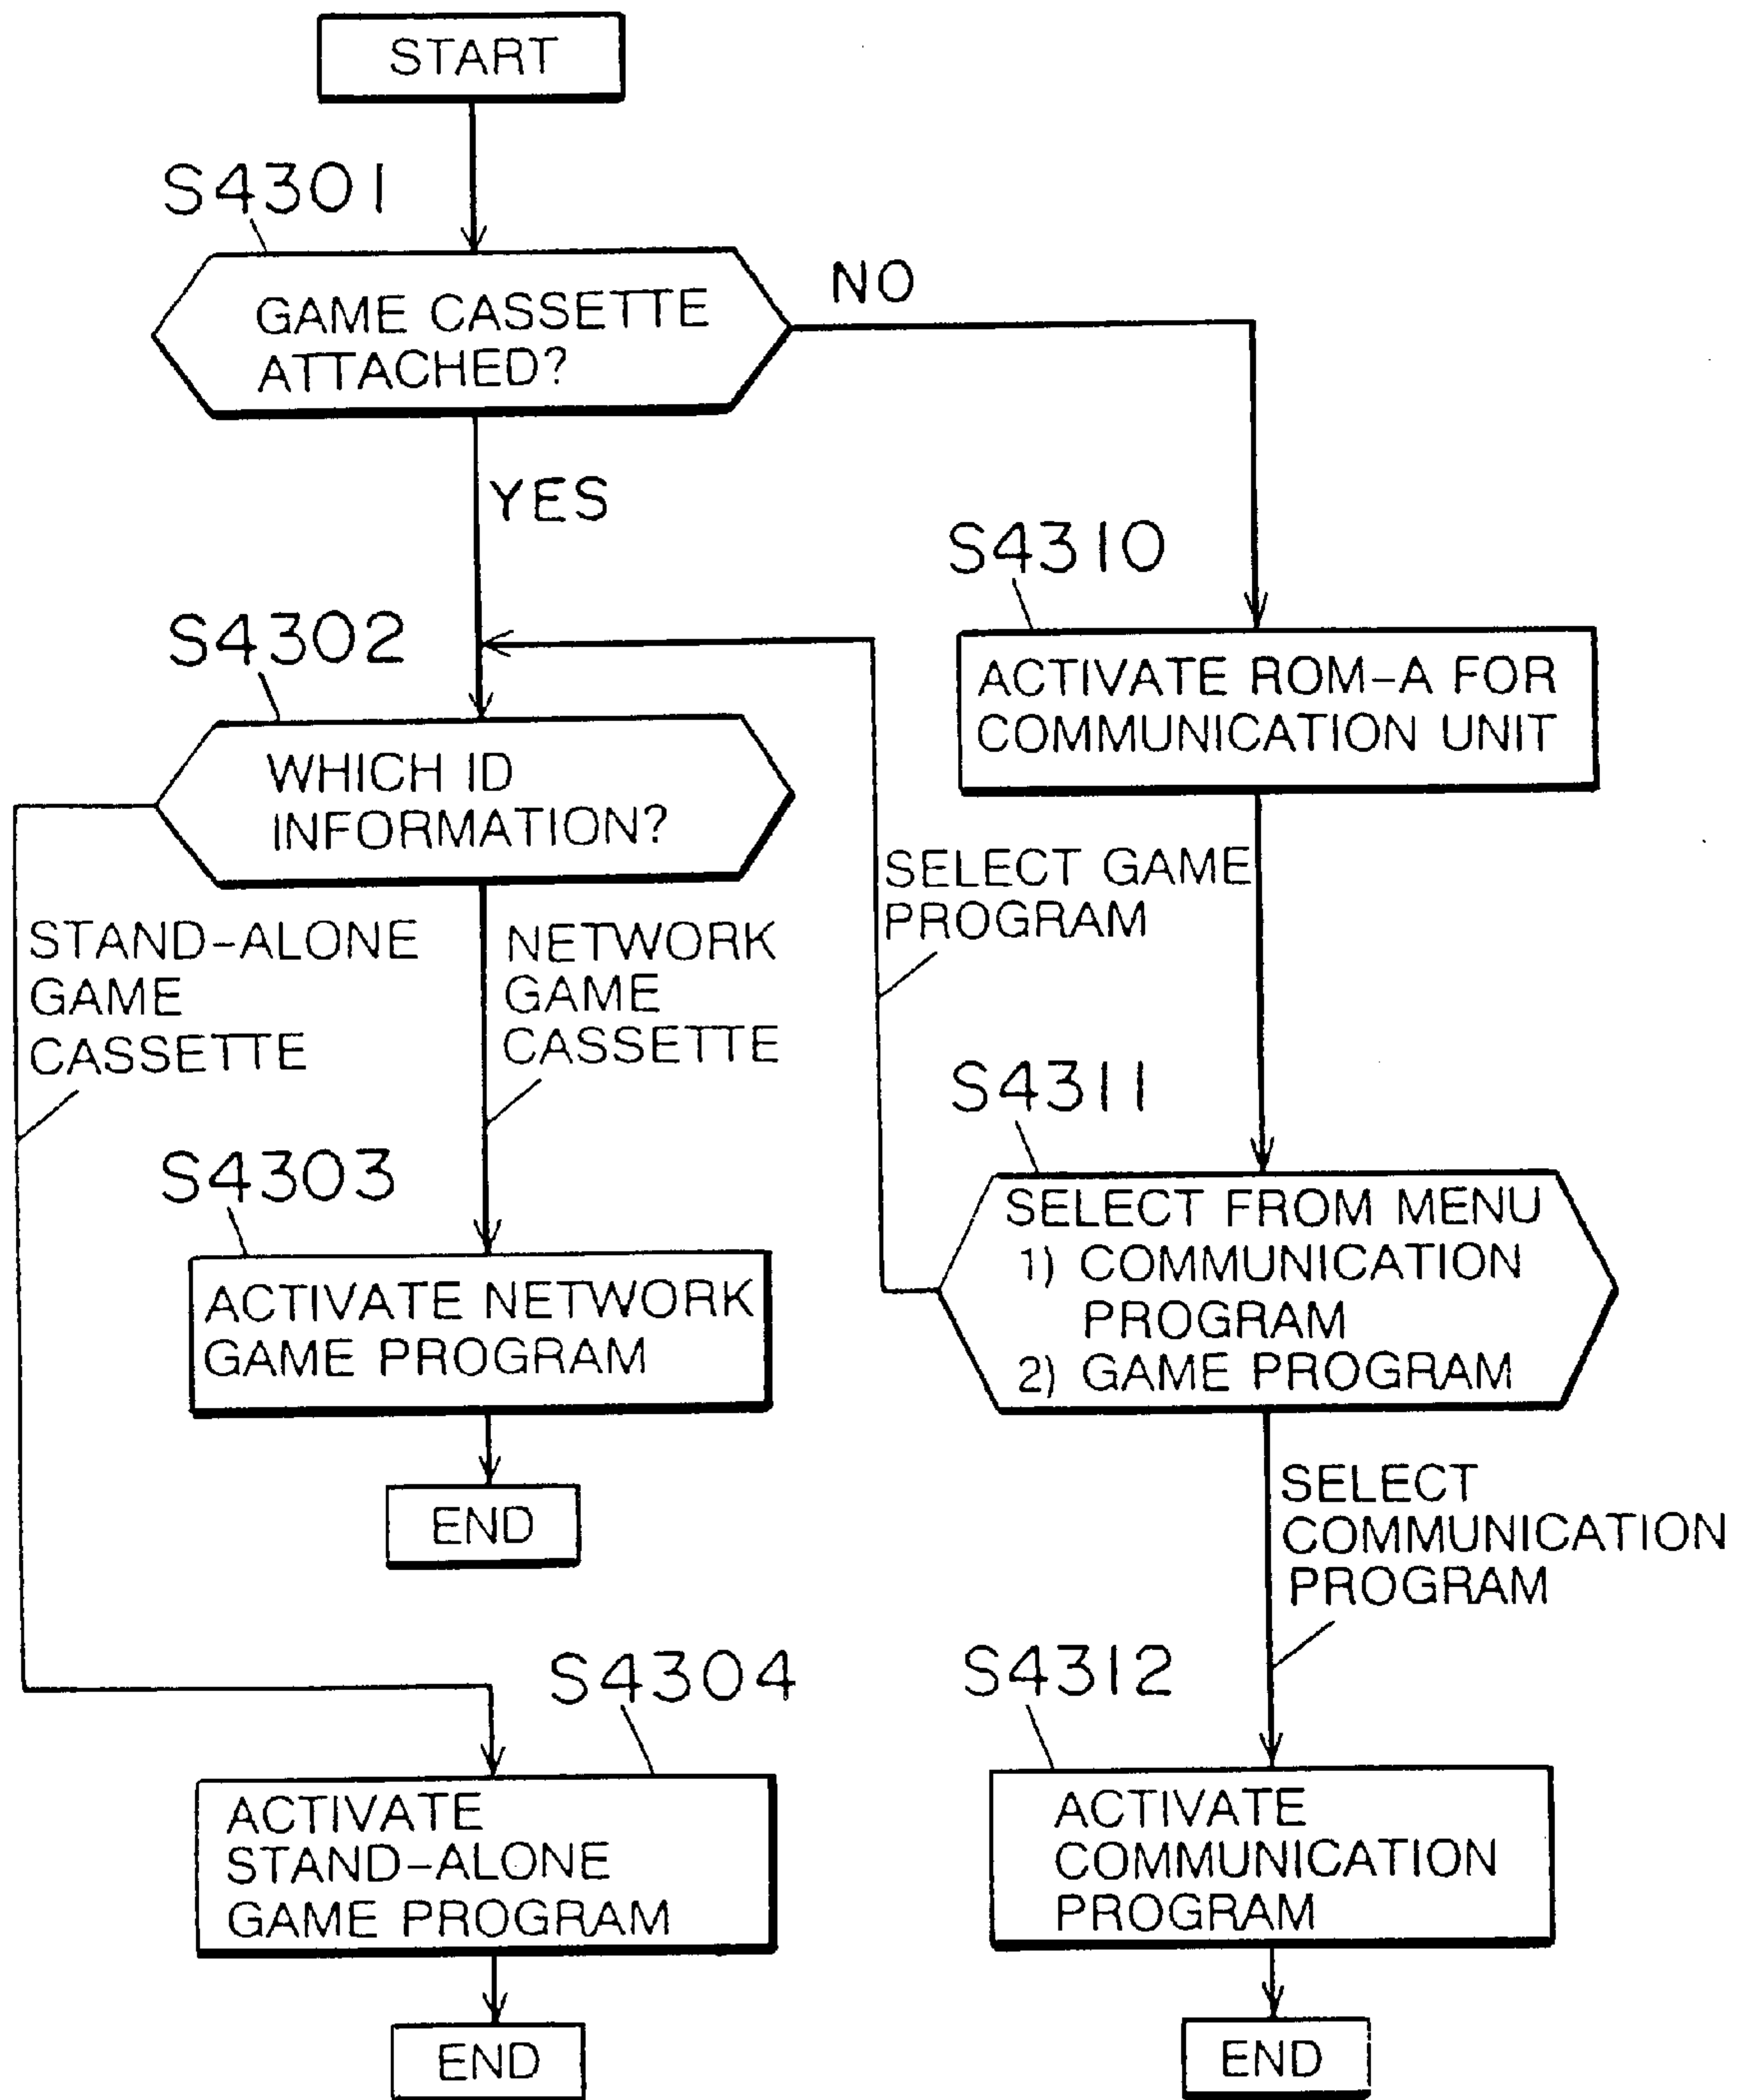 START
S4301
GAME CASSETTE
ATTACHED?
NO
YES
S4310
ACTIVATE ROM-A FOR
COMMUNICATION UNIT
S4302
WHICH ID
INFORMATION?
SELECT GAME
PROGRAM
STAND-ALONE
GAME
CASSETTE
NETWORK
GAME
CASSETTE
S4311
SELECT FROM MENU
1) COMMUNICATION
PROGRAM
2) GAME PROGRAM
S4303
ACTIVATE NETWORK
GAME PROGRAM
END
SELECT
COMMUNICATION
PROGRAM
S4304
ACTIVATE
STAND-ALONE
GAME PROGRAM
END
S4312
ACTIVATE
COMMUNICATION
PROGRAM
END